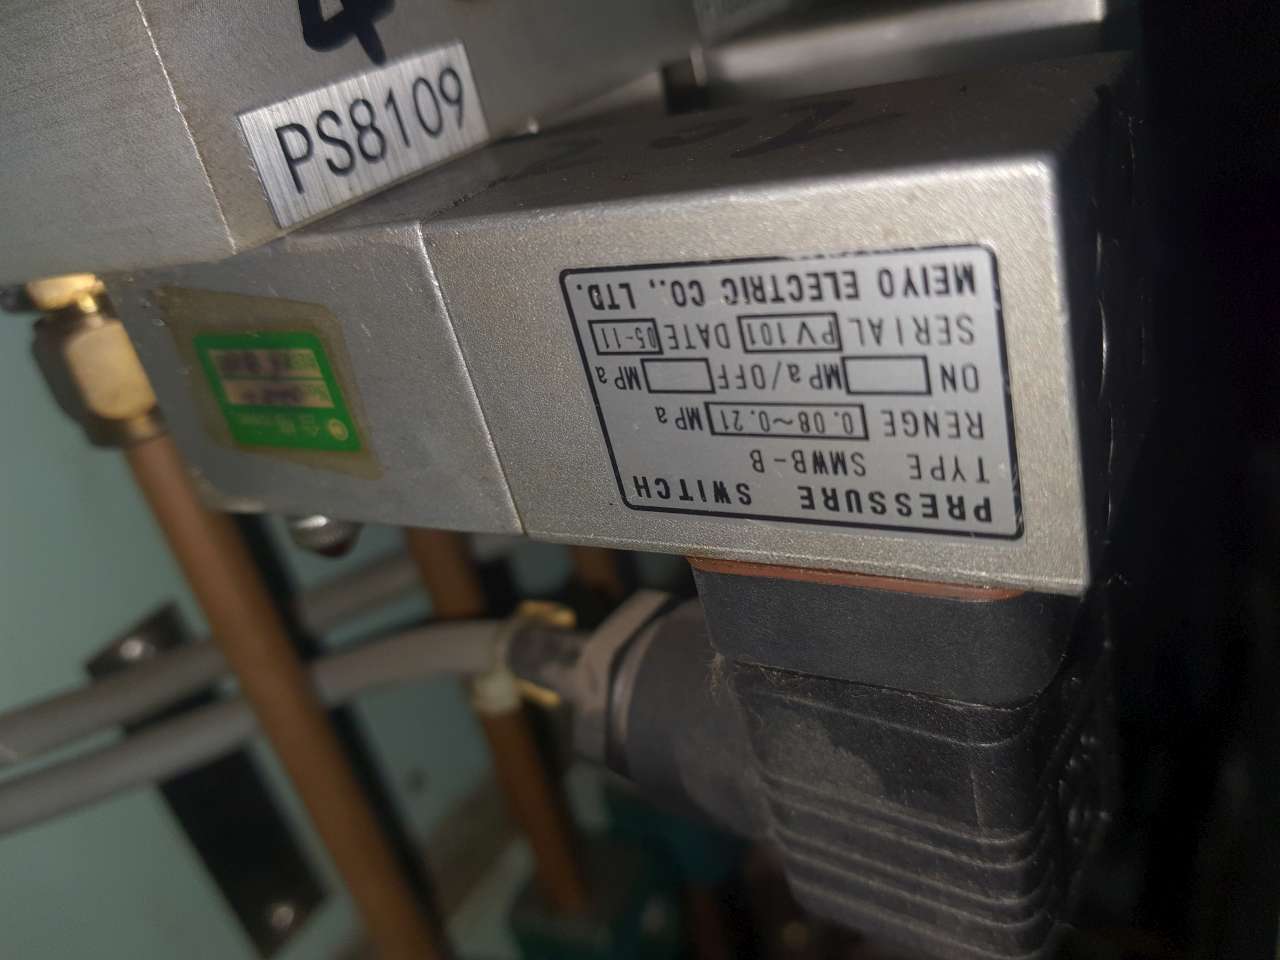 4
PS8109
PRESSURE SWITCH
TYPE SMWB-B
RENGE 0.08~0.21 MPa
ON MPa/OFF MPa
SERIAL PV101 DATE 05-11
MEIYO ELECTRIC CO., LTD.